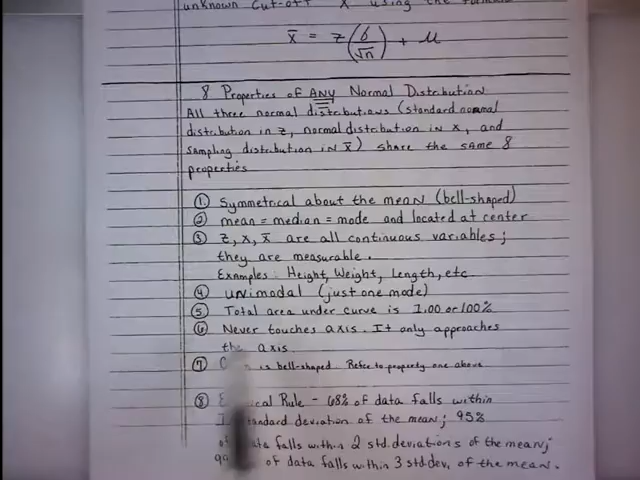 unknown cut-off x̄ using the formula
x̄ = z(σ/√n) + μ
8 Properties of ANY Normal Distribution
All three normal distributions (standard normal
distribution in z, normal distribution in x, and
sampling distribution in x̄) share the same 8
properties
① Symmetrical about the mean (bell-shaped)
② mean = median = mode and located at center
③ z, x, x̄ are all continuous variables;
they are measurable.
Examples: Height, Weight, Length, etc
④ unimodal (just one mode)
⑤ Total area under curve is 1.00 or 100%
⑥ Never touches axis. It only approaches
the axis.
⑦ is bell-shaped. Refer to property one above
⑧ Rule - 68% of data falls within
standard deviation of the mean; 95%
falls within 2 std. deviations of the mean;
of data falls within 3 std.dev. of the mean.